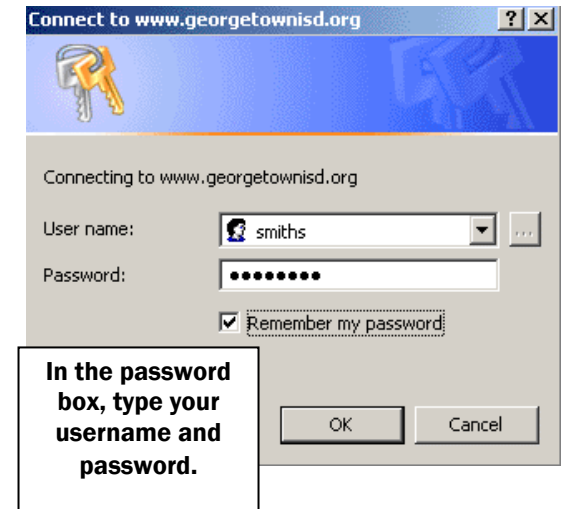 Connect to www.georgetownisd.org
Connecting to www.georgetownisd.org
User name: smiths ...
Password: ••••••••
Remember my password
In the password
box, type your
username and
password.
OK Cancel